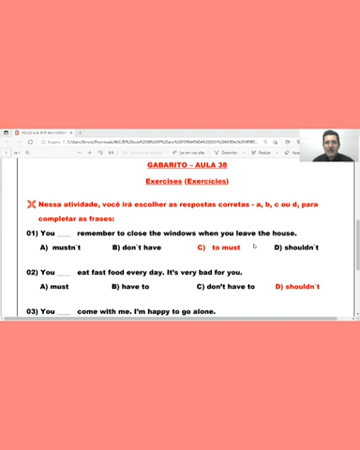 GABARITO – AULA 38
Exercises (Exercícios)
Nessa atividade, você irá escolher as respostas corretas - a, b, c ou d, para
completar as frases:
01) You ___ remember to close the windows when you leave the house.
A) mustn´t B) don´t have C) to must D) shouldn´t
02) You ___ eat fast food every day. It’s very bad for you.
A) must B) have to C) don’t have to D) shouldn´t
03) You ___ come with me. I’m happy to go alone.